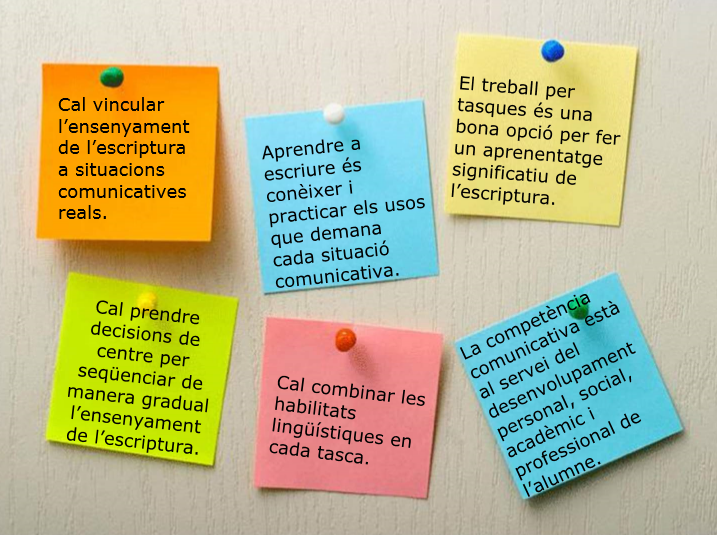 Cal vincular
l’ensenyament
de l’escriptura
a situacions
comunicatives
reals.
Aprendre a
escriure és
conèixer i
practicar els usos
que demana
cada situació
comunicativa.
El treball per
tasques és una
bona opció per fer
un aprenentatge
significatiu de
l’escriptura.
Cal prendre
decisions de
centre per
seqüenciar de
manera gradual
l’ensenyament
de l’escriptura.
Cal combinar les
habilitats
lingüístiques en
cada tasca.
La competència
comunicativa està
al servei del
desenvolupament
personal, social,
acadèmic i
professional de
l’alumne.